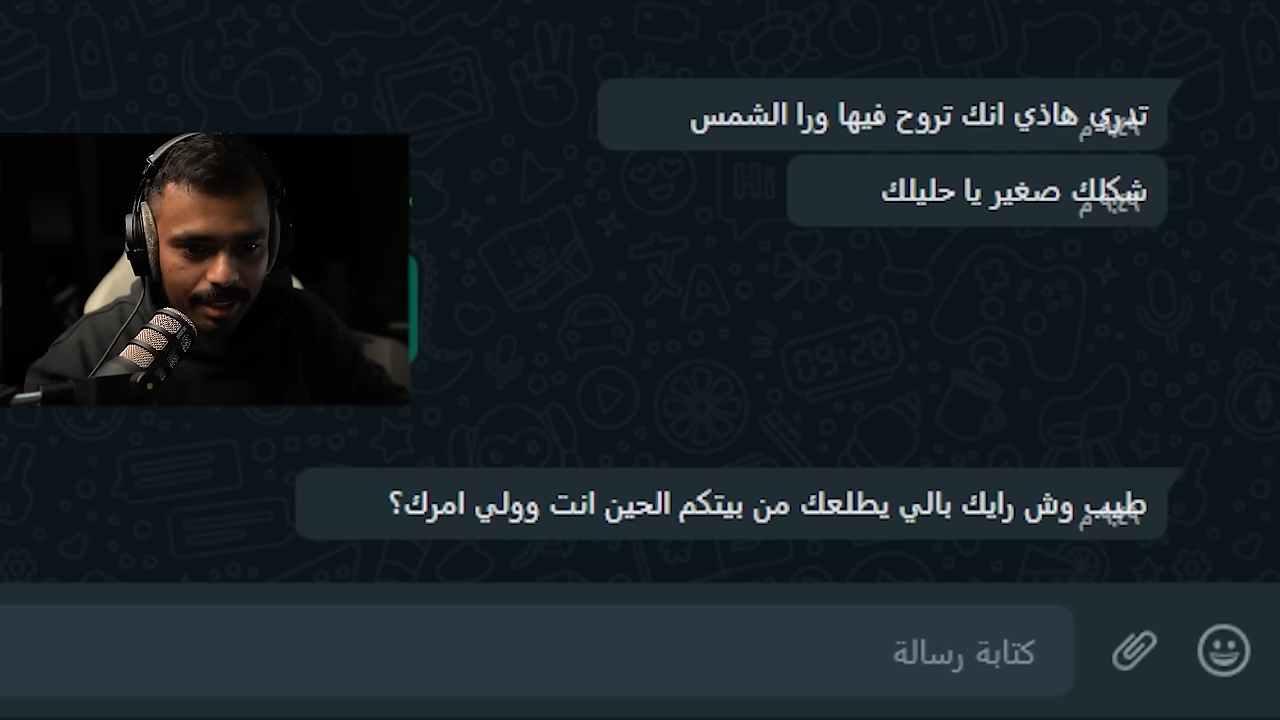 تدري هاذي انك تروح فيها ورا الشمس
شكلك صغير يا حليلك
طيب وش رايك بالي يطلعك من بيتكم الحين انت وولي امرك؟
كتابة رسالة